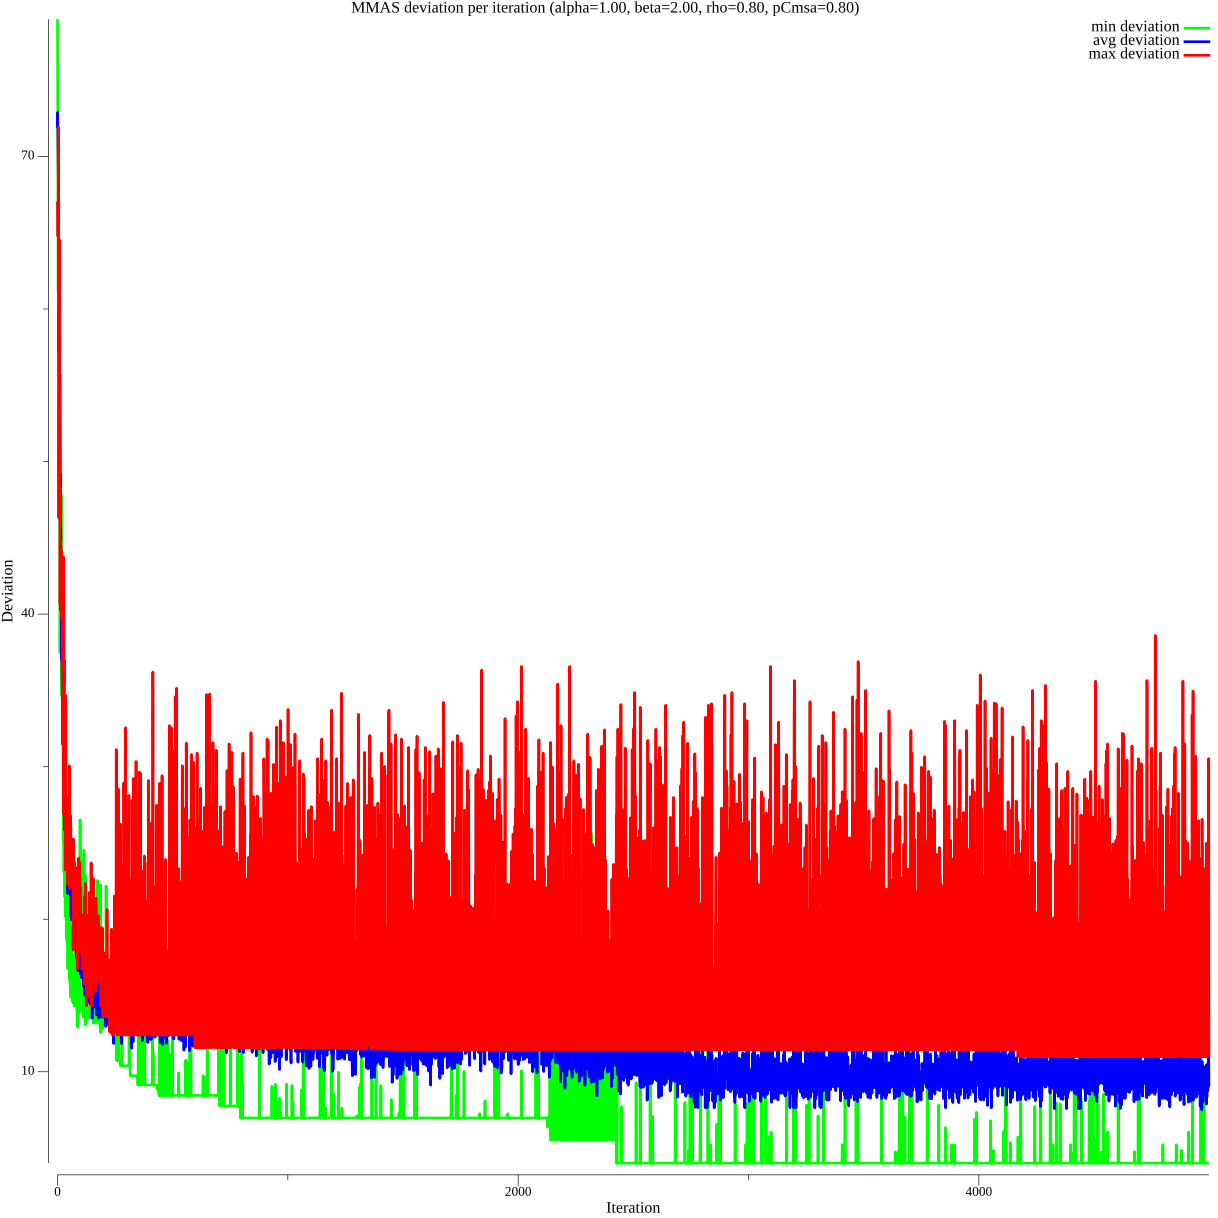 MMAS deviation per iteration (alpha=1.00, beta=2.00, rho=0.80, pCmsa=0.80)
min deviation
avg deviation
max deviation
70
40
10
Deviation
0
2000
4000
Iteration